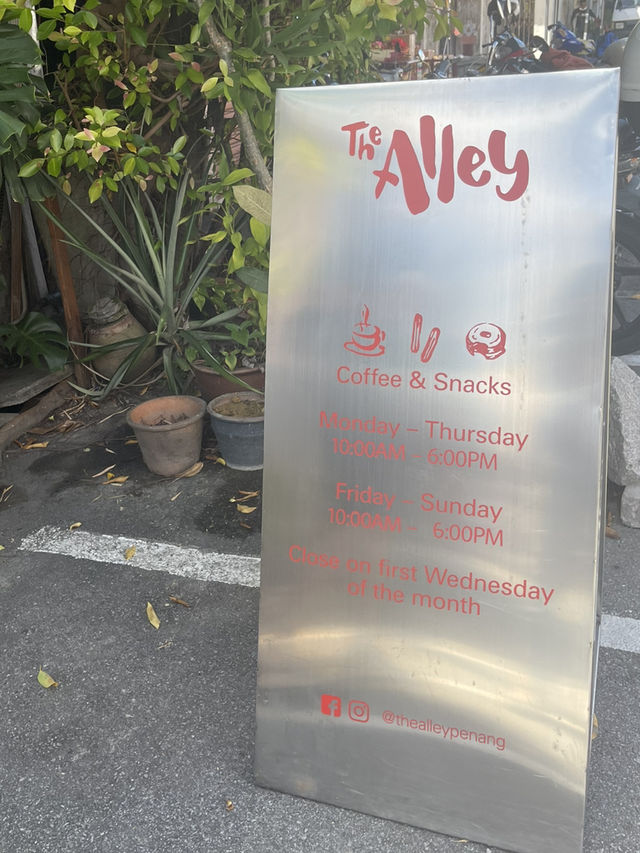 The Alley
Coffee & Snacks
Monday – Thursday
10:00AM - 6:00PM
Friday – Sunday
10:00AM - 6:00PM
Close on first Wednesday
of the month
@thealleypenang